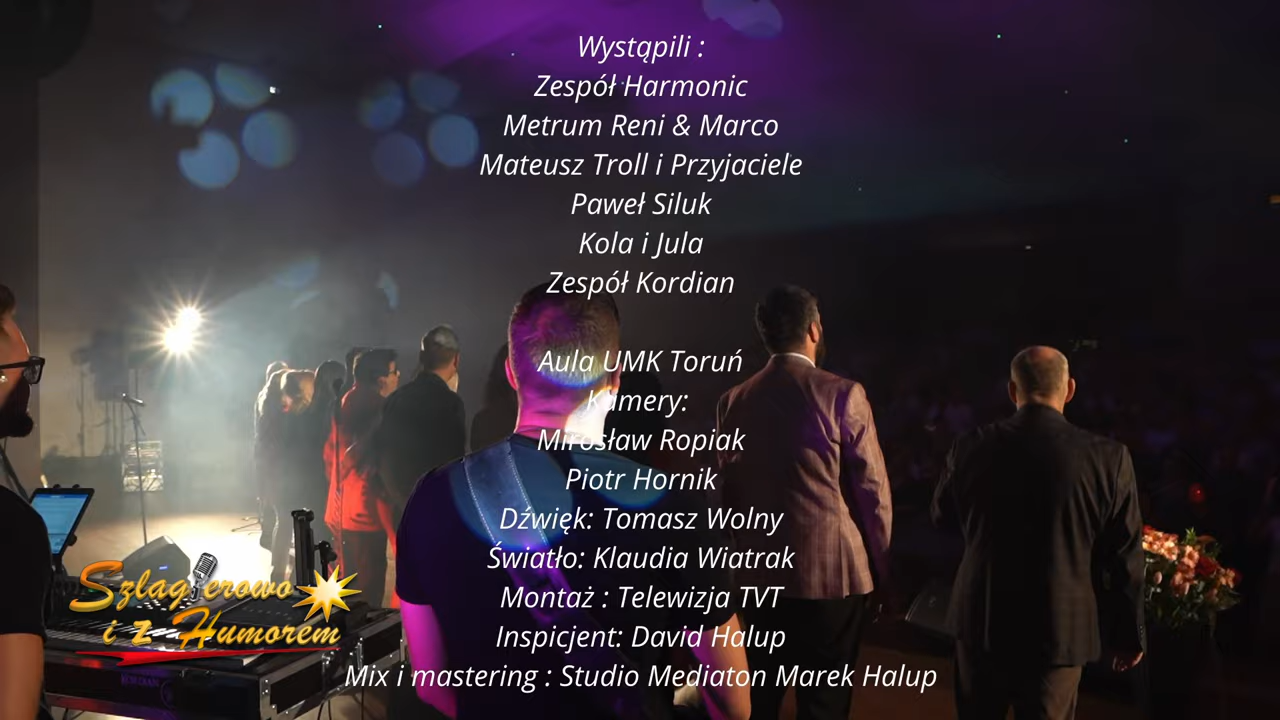 Wystąpili :
Zespół Harmonic
Metrum Reni & Marco
Mateusz Troll i Przyjaciele
Paweł Siluk
Kola i Jula
Zespół Kordian
Aula UMK Toruń
Kamery:
Mirosław Ropiak
Piotr Hornik
Dźwięk: Tomasz Wolny
Światło: Klaudia Wiatrak
Montaż : Telewizja TVT
Inspicjent: David Halup
Mix i mastering : Studio Mediaton Marek Halup
Szlagierowo
i z Humorem
KORDIAN